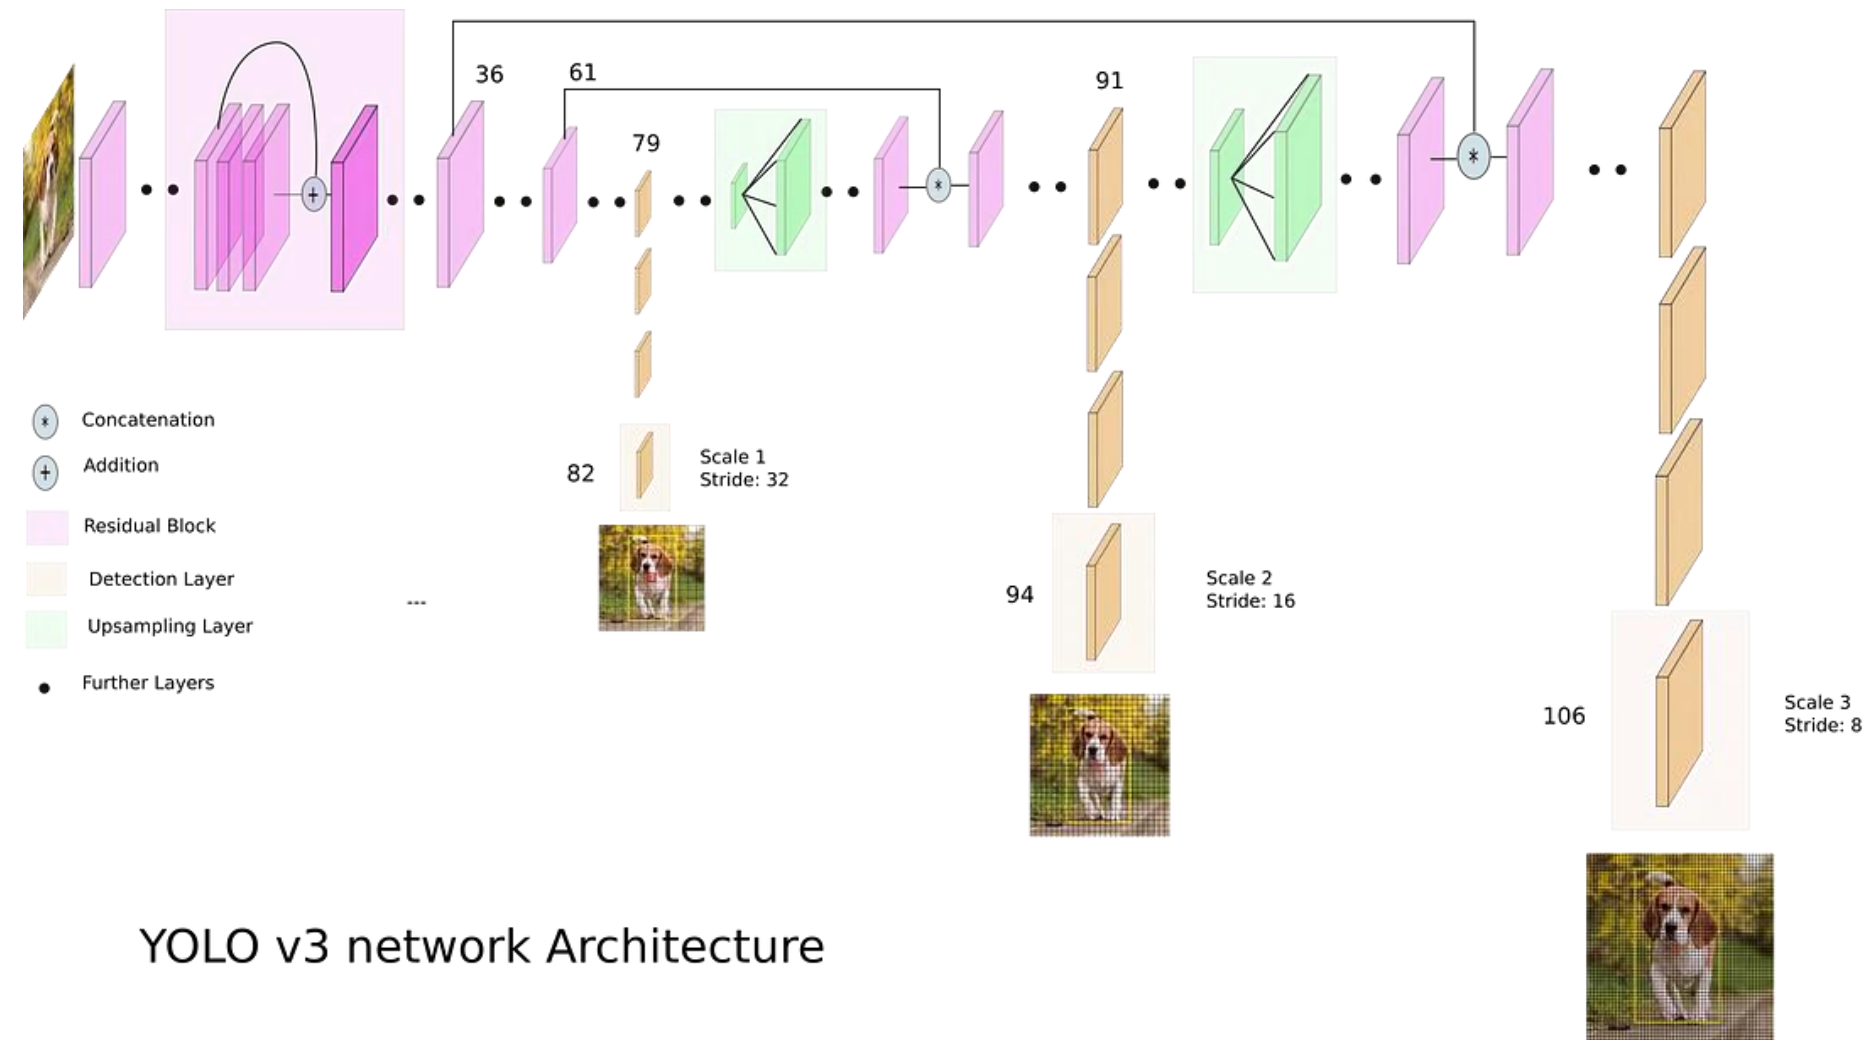 36
61
91
79
+
*
*
* Concatenation
+ Addition
Residual Block
Detection Layer
Upsampling Layer
Further Layers
---
82
Scale 1
Stride: 32
94
Scale 2
Stride: 16
106
Scale 3
Stride: 8
YOLO v3 network Architecture